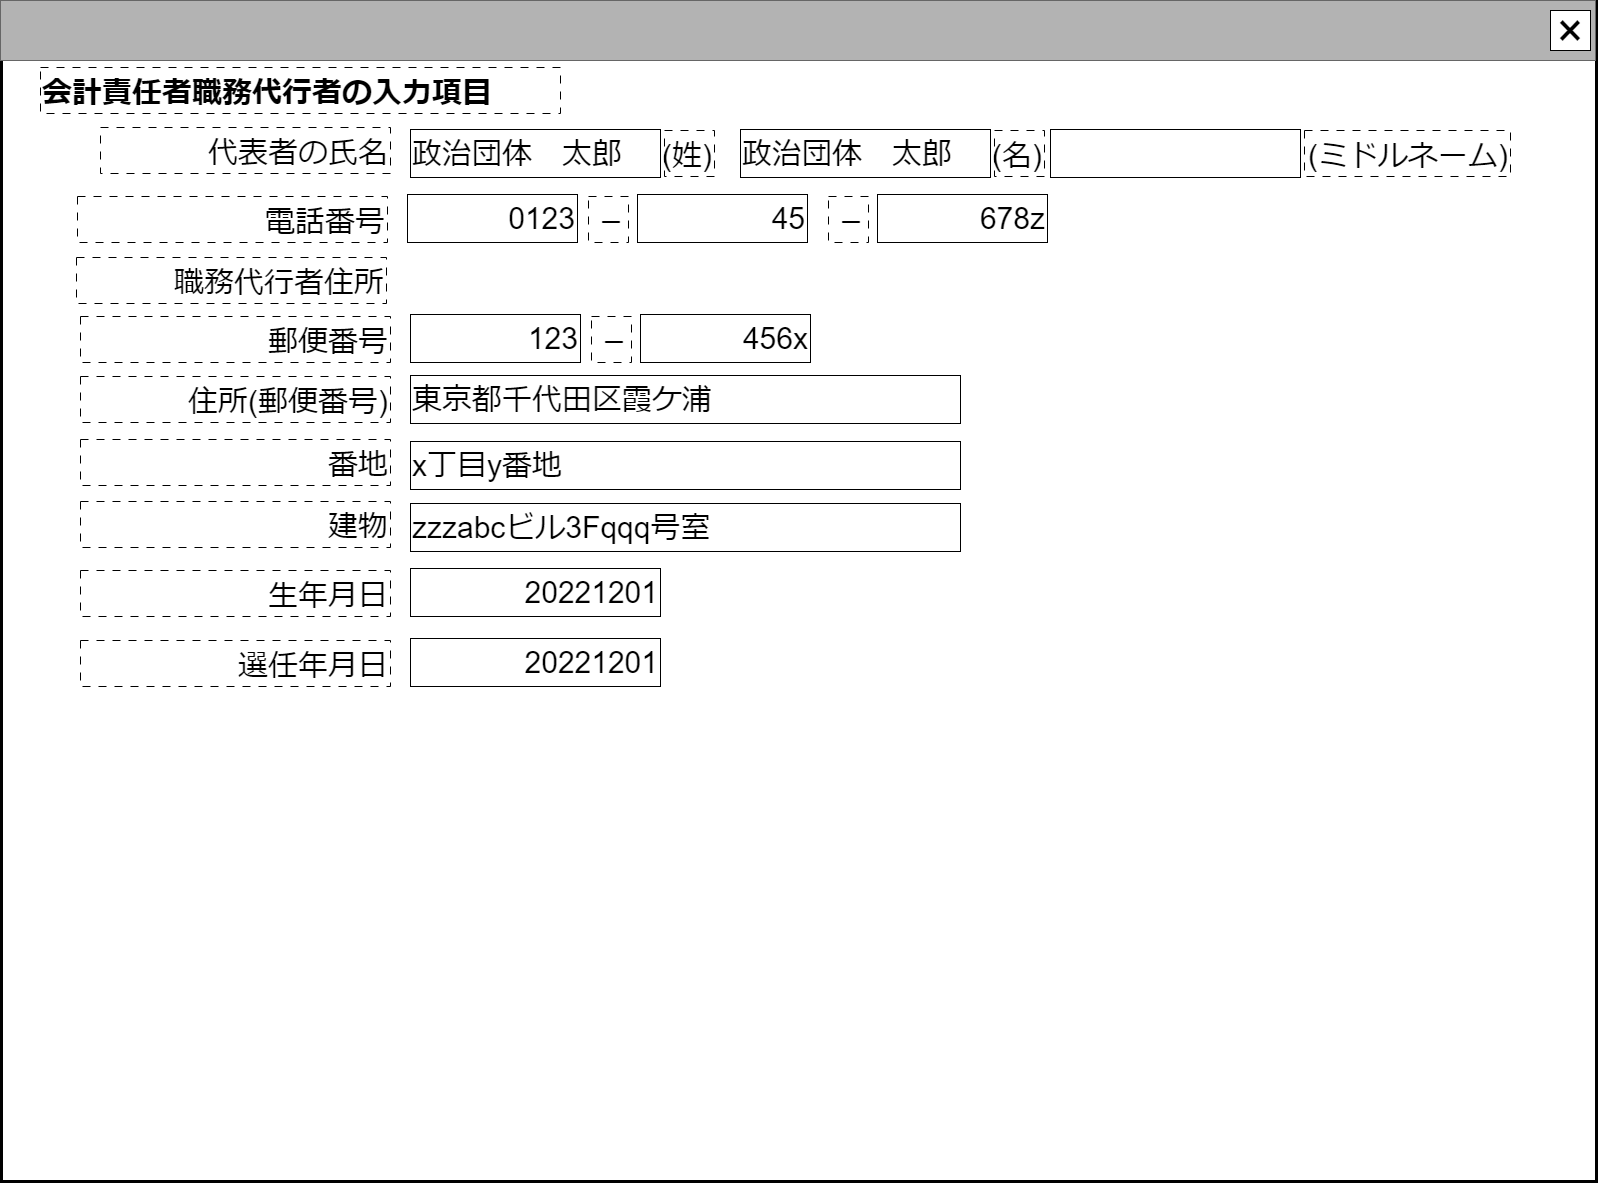 会計責任者職務代行者の入力項目
代表者の氏名 政治団体　太郎 (姓) 政治団体　太郎 (名) (ミドルネーム)
電話番号 0123 – 45 – 678z
職務代行者住所
郵便番号 123 – 456x
住所(郵便番号) 東京都千代田区霞ケ浦
番地 x丁目y番地
建物 zzzabcビル3Fqqq号室
生年月日 20221201
選任年月日 20221201